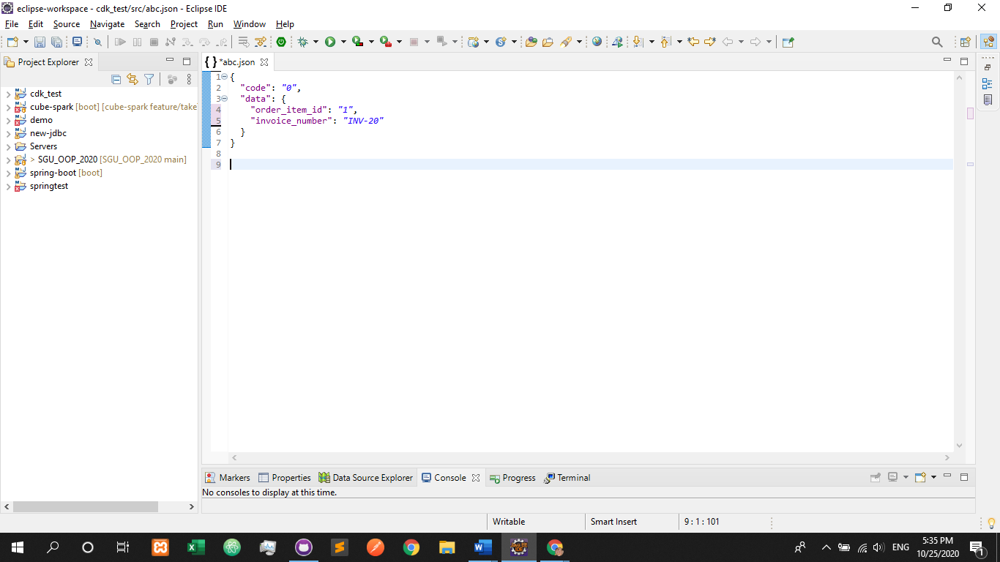 eclipse-workspace - cdk_test/src/abc.json - Eclipse IDE
File Edit Source Navigate Search Project Run Window Help
Project Explorer
cdk_test
cube-spark [boot] [cube-spark feature/take
demo
new-jdbc
Servers
> SGU_OOP_2020 [SGU_OOP_2020 main]
spring-boot [boot]
springtest
*abc.json
1 {
2 "code": "0",
3 "data": {
4 "order_item_id": "1",
5 "invoice_number": "INV-20"
6 }
7 }
8
9
Markers Properties Data Source Explorer Console Progress Terminal
No consoles to display at this time.
Writable Smart Insert 9 : 1 : 101
ENG
5:35 PM
10/25/2020
1